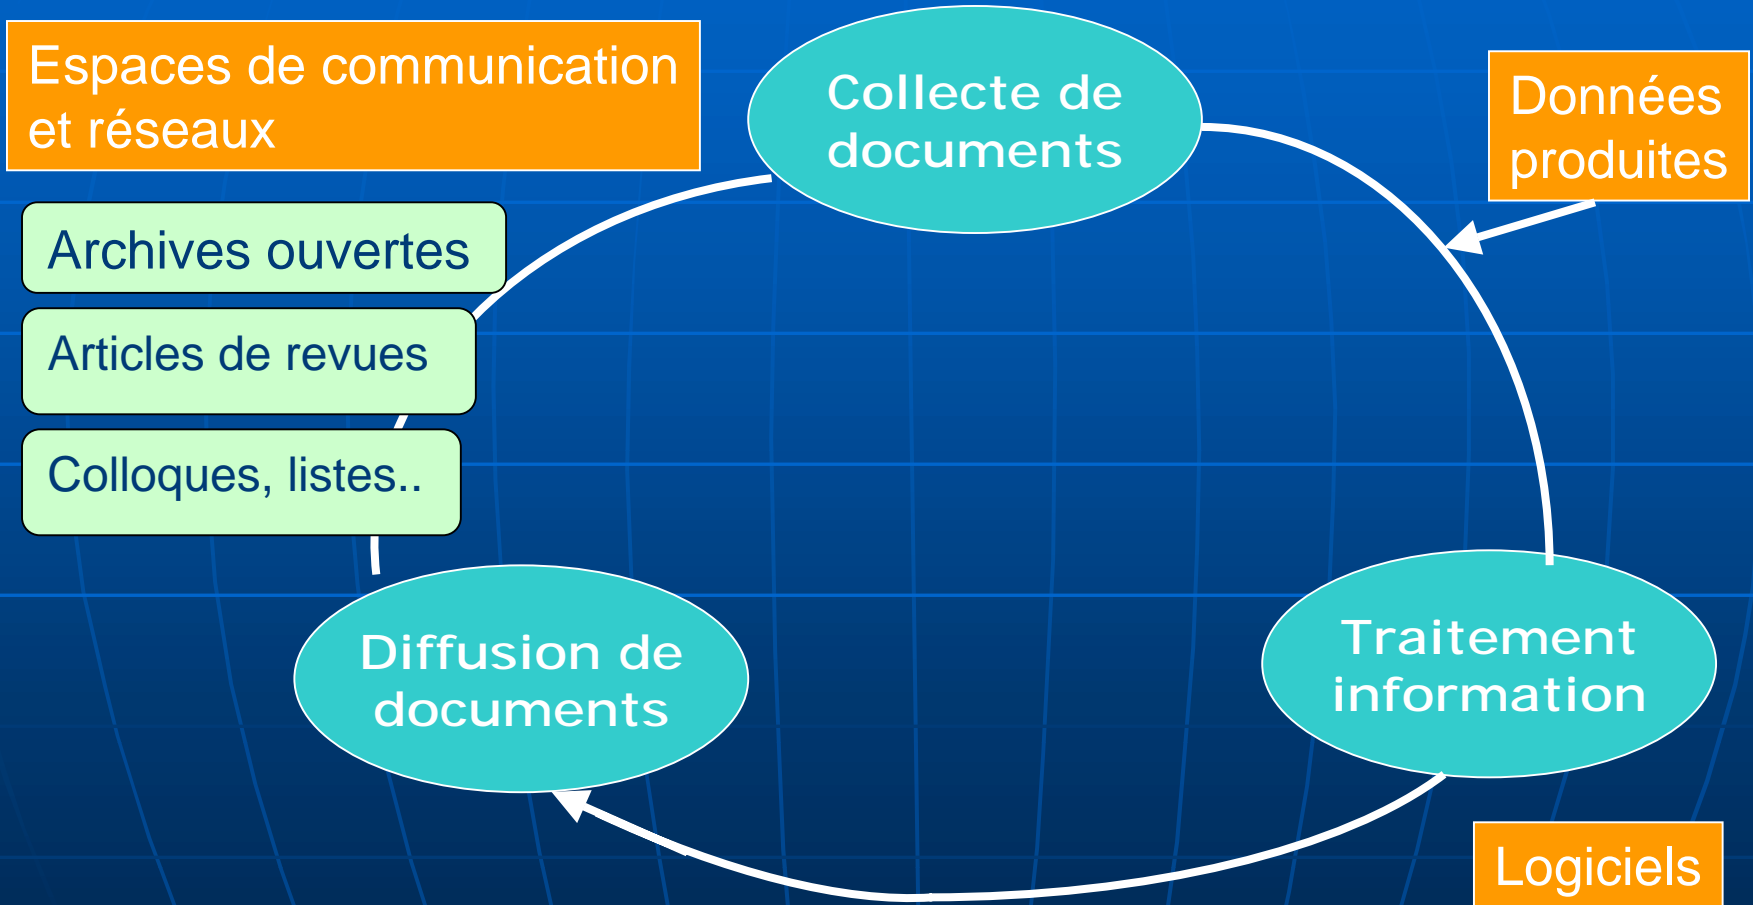 Espaces de communication
et réseaux
Collecte de
documents
Données
produites
Archives ouvertes
Articles de revues
Colloques, listes..
Diffusion de
documents
Traitement
information
Logiciels